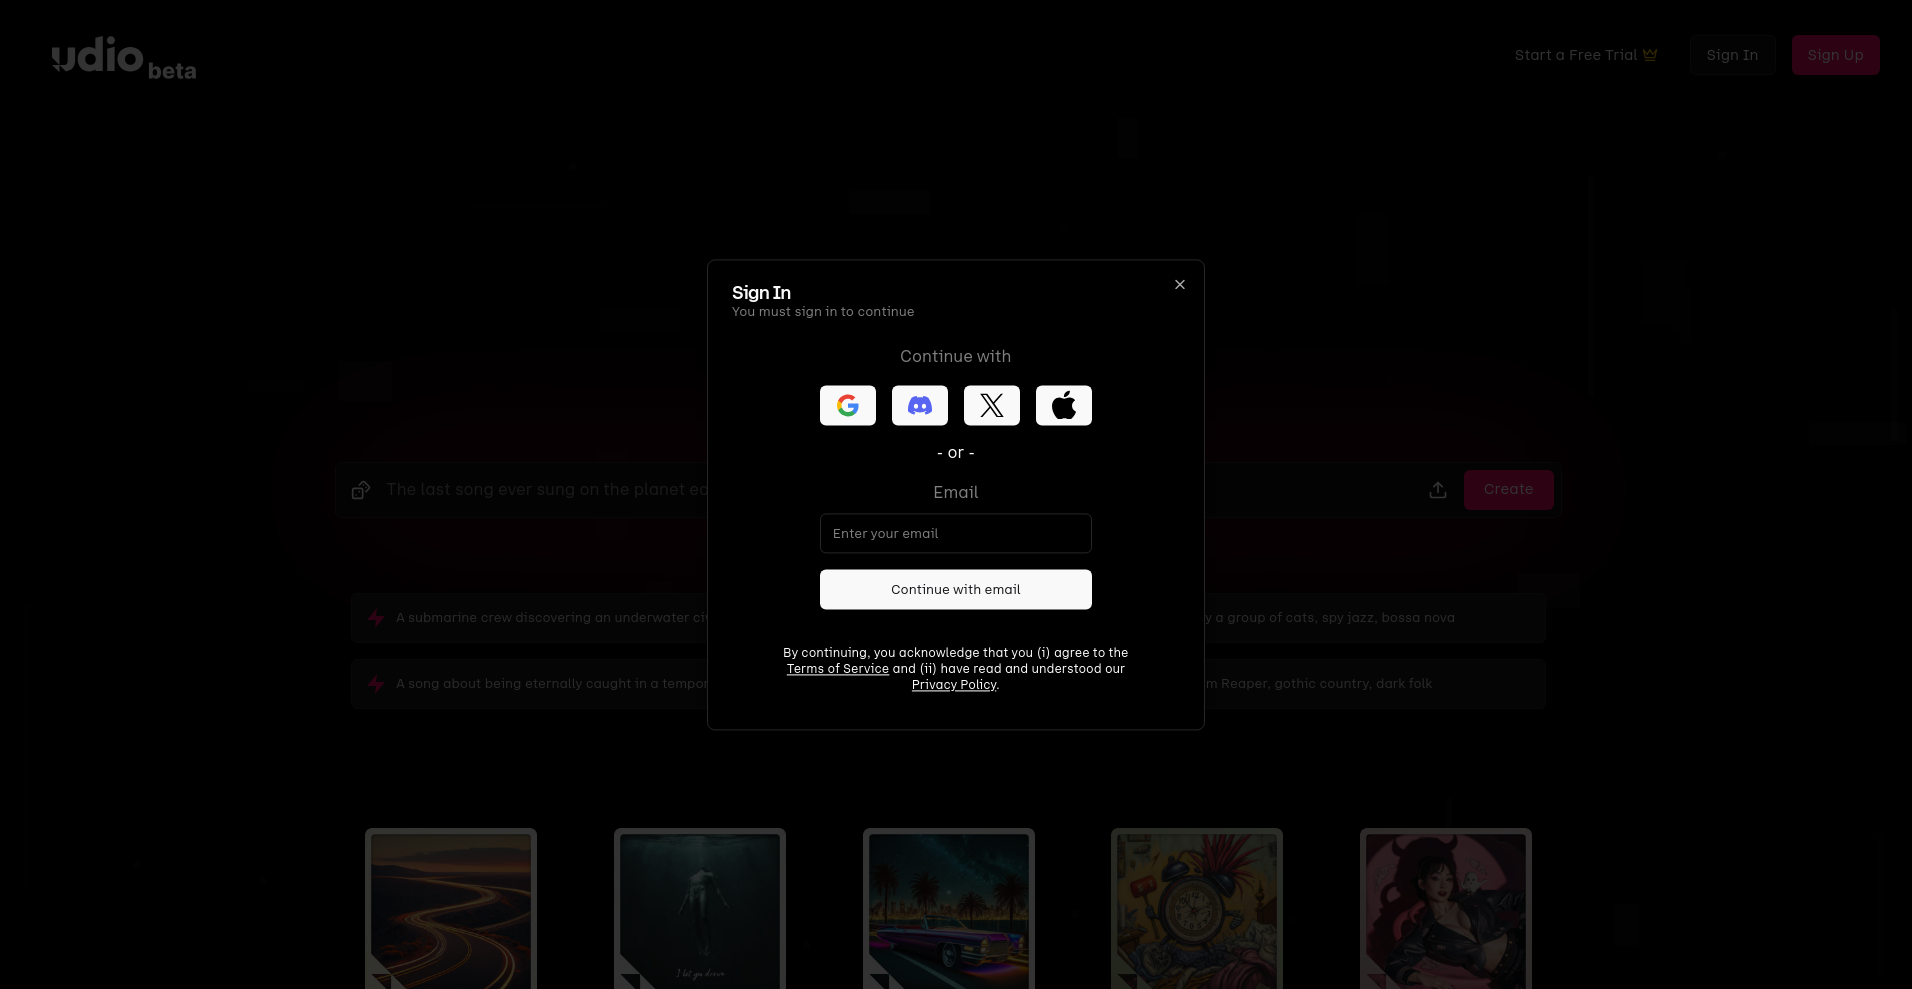 udio beta
Start a Free Trial
Sign In
Sign Up
Sign In
You must sign in to continue
Continue with
- or -
Email
Enter your email
Continue with email
By continuing, you acknowledge that you (i) agree to the
Terms of Service and (ii) have read and understood our
Privacy Policy.
The last song ever sung on the planet
Create
A submarine crew discovering an underwater
a group of cats, spy jazz, bossa nova
A song about being eternally caught in a
Reaper, gothic country, dark folk
I let you drown